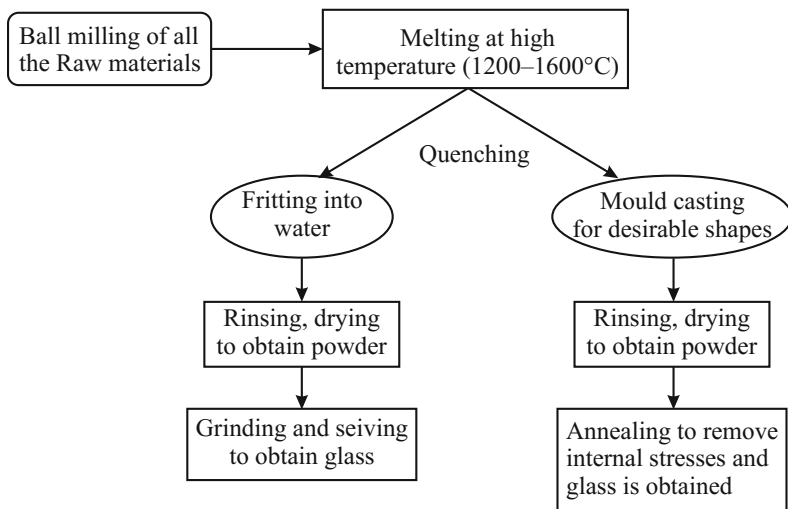 Ball milling of all
the Raw materials
Melting at high
temperature (1200–1600°C)
Quenching
Fritting into
water
Mould casting
for desirable shapes
Rinsing, drying
to obtain powder
Rinsing, drying
to obtain powder
Grinding and seiving
to obtain glass
Annealing to remove
internal stresses and
glass is obtained